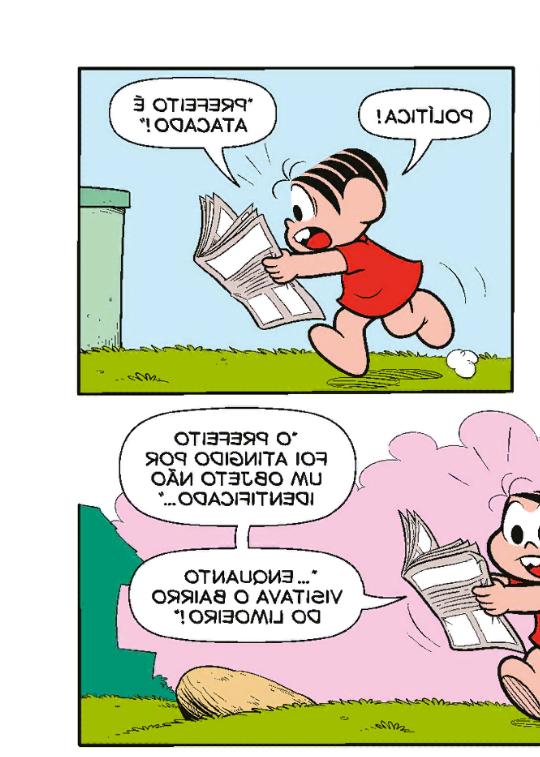 POLÍTICA!
"PREFEITO É
ATACADO!"
"O PREFEITO
FOI ATINGIDO POR
UM OBJETO NÃO
IDENTIFICADO..."
"...ENQUANTO
VISITAVA O BAIRRO
DO LIMOEIRO!"